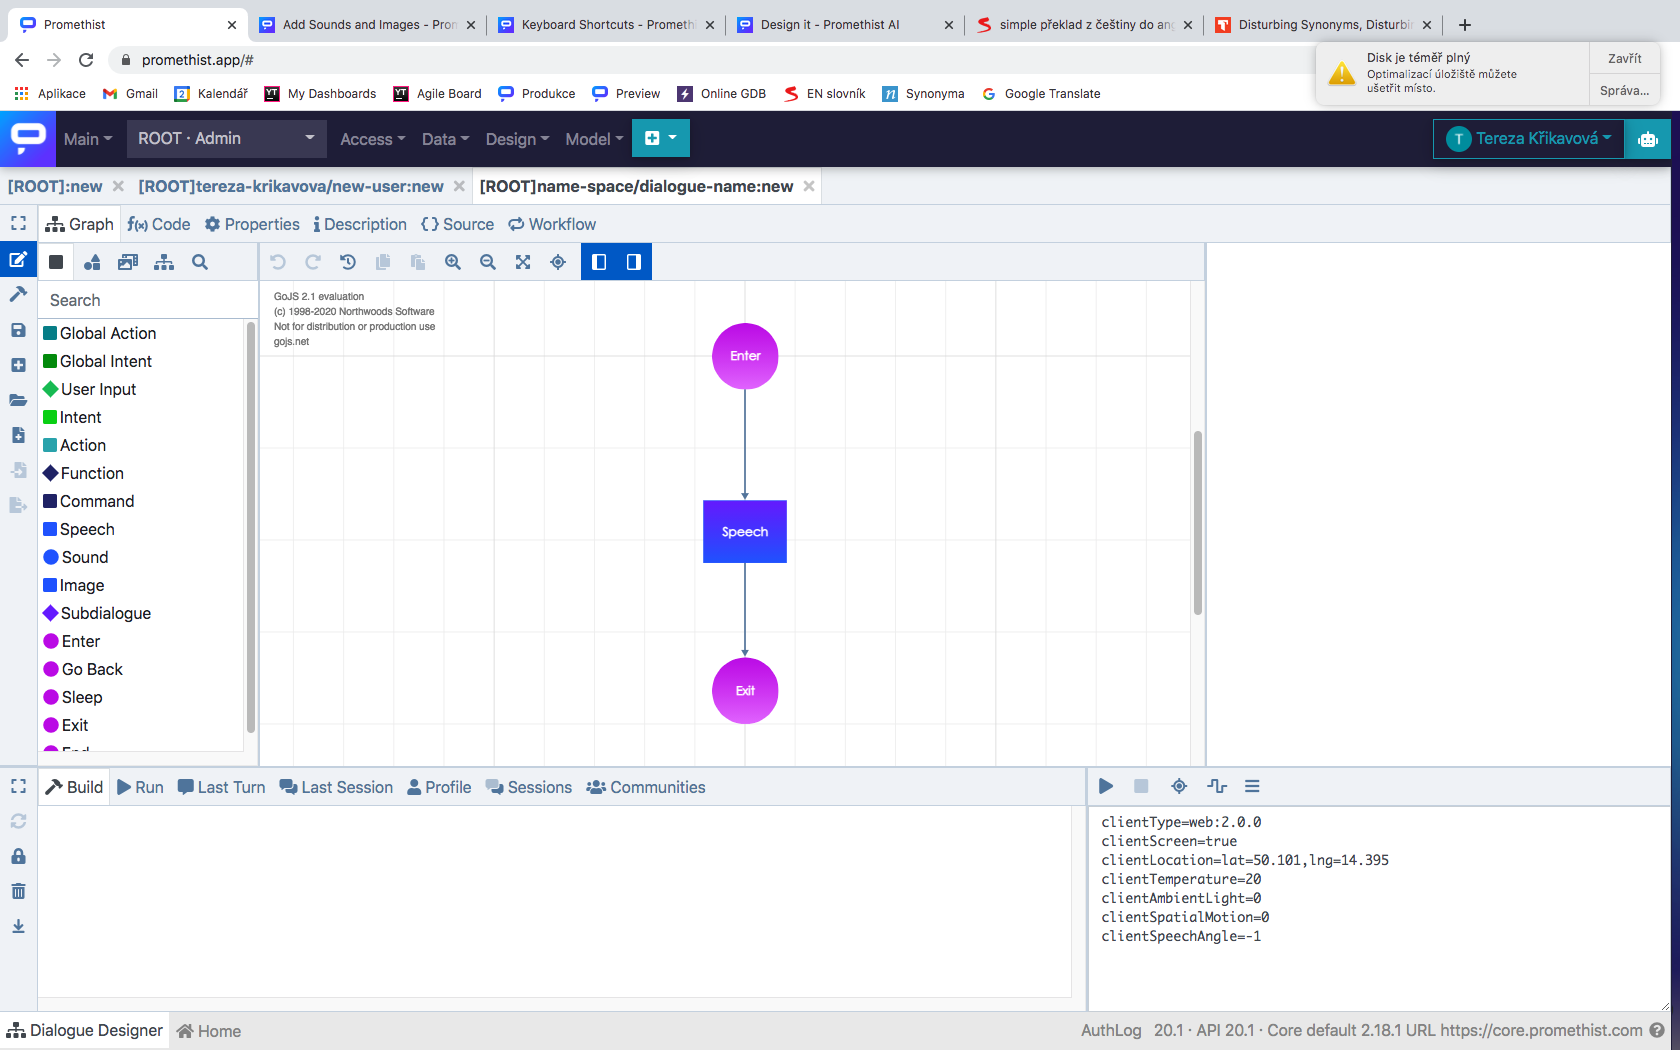 Promethist
Add Sounds and Images - Pron
Keyboard Shortcuts - Promethi
Design it - Promethist AI
simple překlad z češtiny do ang
Disturbing Synonyms, Disturbin
promethist.app/#
Disk je téměř plný
Optimalizací úložiště můžete
ušetřit místo.
Zavřít
Správa...
Aplikace
Gmail
Kalendář
My Dashboards
Agile Board
Produkce
Preview
Online GDB
EN slovník
Synonyma
Google Translate
Main
ROOT · Admin
Access
Data
Design
Model
T
Tereza Křikavová
[ROOT]:new
[ROOT]tereza-krikavova/new-user:new
[ROOT]name-space/dialogue-name:new
Graph
f(x) Code
Properties
Description
{} Source
Workflow
Search
Global Action
Global Intent
User Input
Intent
Action
Function
Command
Speech
Sound
Image
Subdialogue
Enter
Go Back
Sleep
Exit
End
GoJS 2.1 evaluation
(c) 1998-2020 Northwoods Software
Not for distribution or production use
gojs.net
Enter
Speech
Exit
Build
Run
Last Turn
Last Session
Profile
Sessions
Communities
clientType=web:2.0.0
clientScreen=true
clientLocation=lat=50.101,lng=14.395
clientTemperature=20
clientAmbientLight=0
clientSpatialMotion=0
clientSpeechAngle=-1
Dialogue Designer
Home
AuthLog 20.1 · API 20.1 · Core default 2.18.1 URL https://core.promethist.com